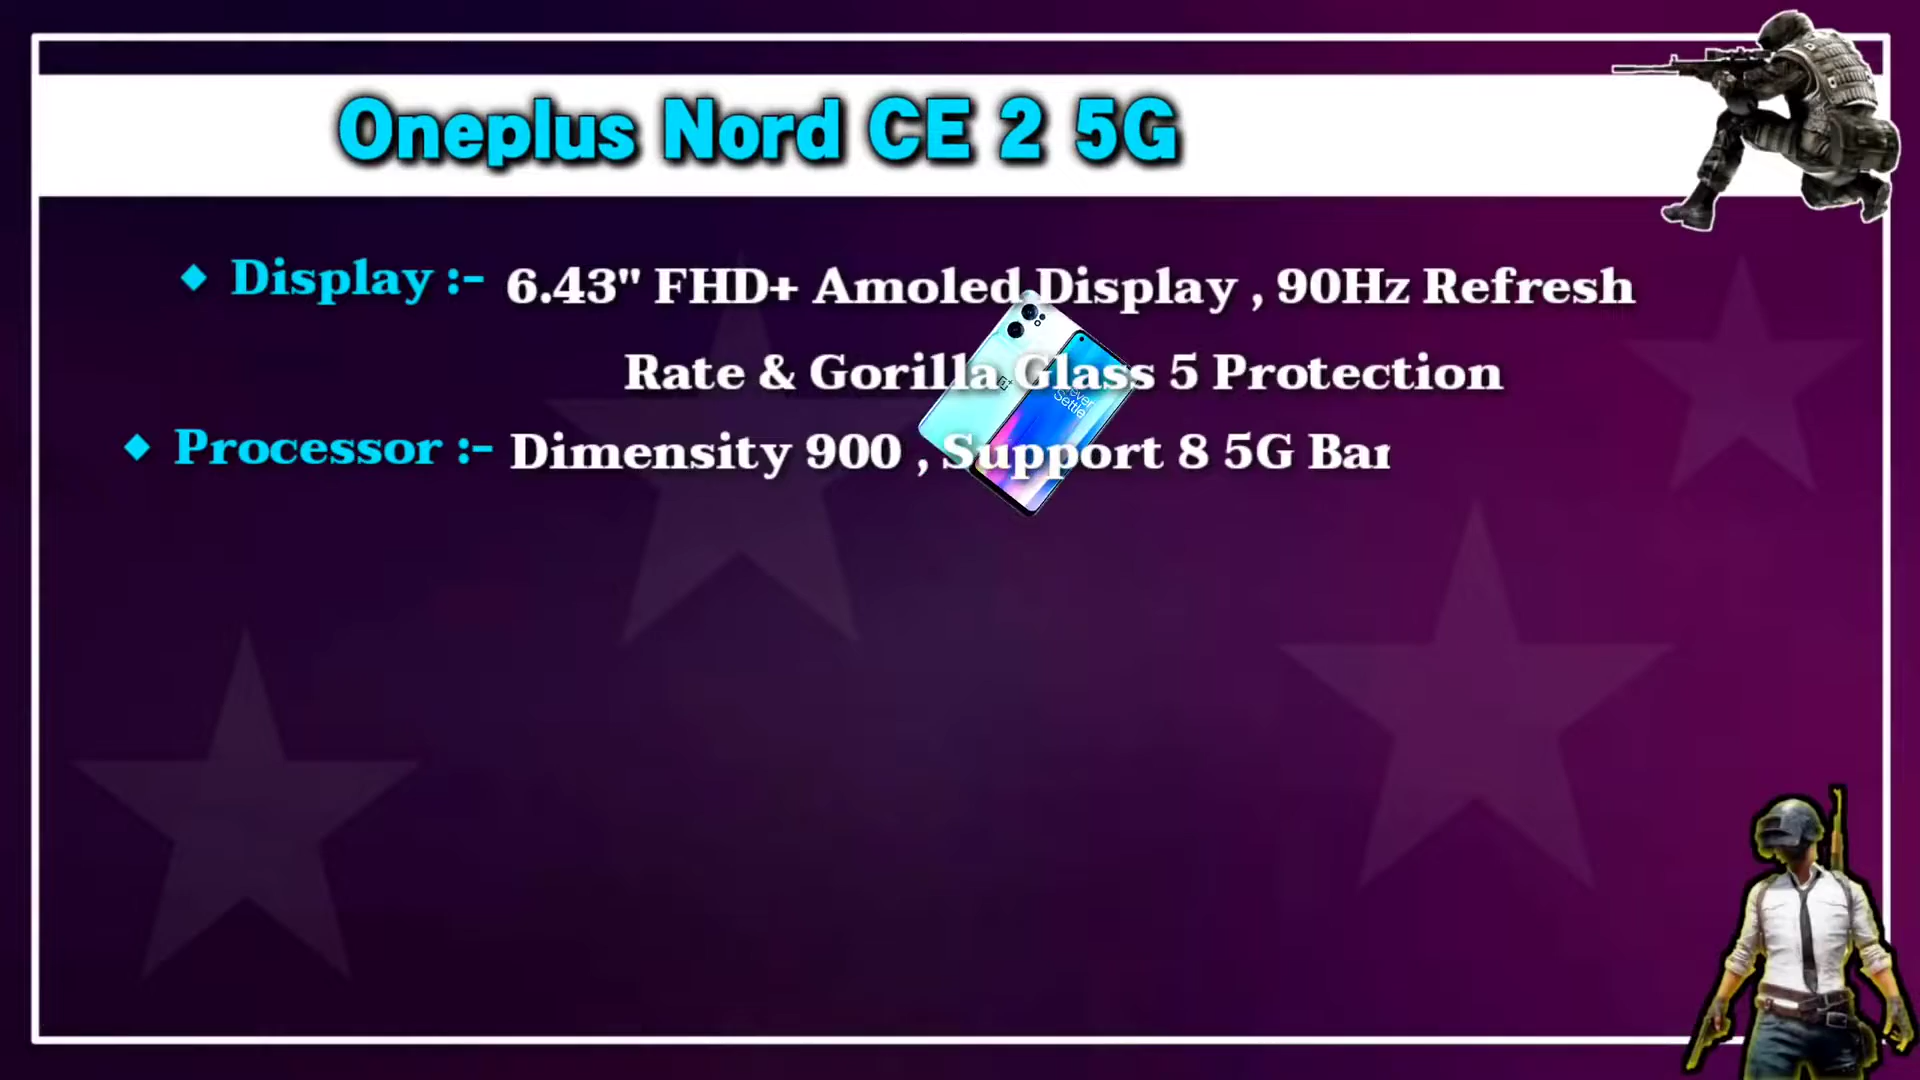 Oneplus Nord CE 2 5G
◆ Display :- 6.43" FHD+ Amoled Display , 90Hz Refresh
Rate & Gorilla Glass 5 Protection
◆ Processor :- Dimensity 900 , Support 8 5G
Settle